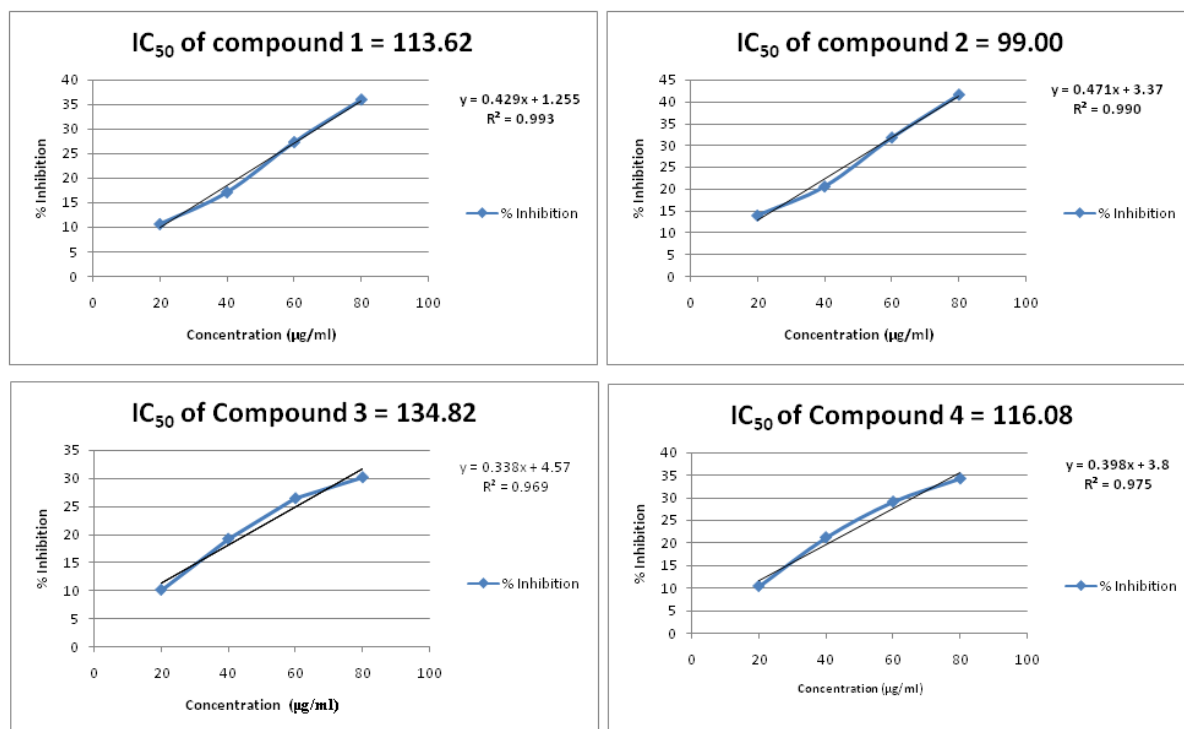 IC₅₀ of compound 1 = 113.62
40
35
30
25
20
15
10
5
0
% Inhibition
y = 0.429x + 1.255
R² = 0.993
% Inhibition
0 20 40 60 80 100
Concentration (µg/ml)
IC₅₀ of compound 2 = 99.00
45
40
35
30
25
20
15
10
5
0
% Inhibition
y = 0.471x + 3.37
R² = 0.990
% Inhibition
0 20 40 60 80 100
Concentration (µg/ml)
IC₅₀ of Compound 3 = 134.82
35
30
25
20
15
10
5
0
% Inhibition
y = 0.338x + 4.57
R² = 0.969
% Inhibition
0 20 40 60 80 100
Concentration (µg/ml)
IC₅₀ of Compound 4 = 116.08
40
35
30
25
20
15
10
5
0
% Inhibition
y = 0.398x + 3.8
R² = 0.975
% Inhibition
0 20 40 60 80 100
Concentration (µg/ml)